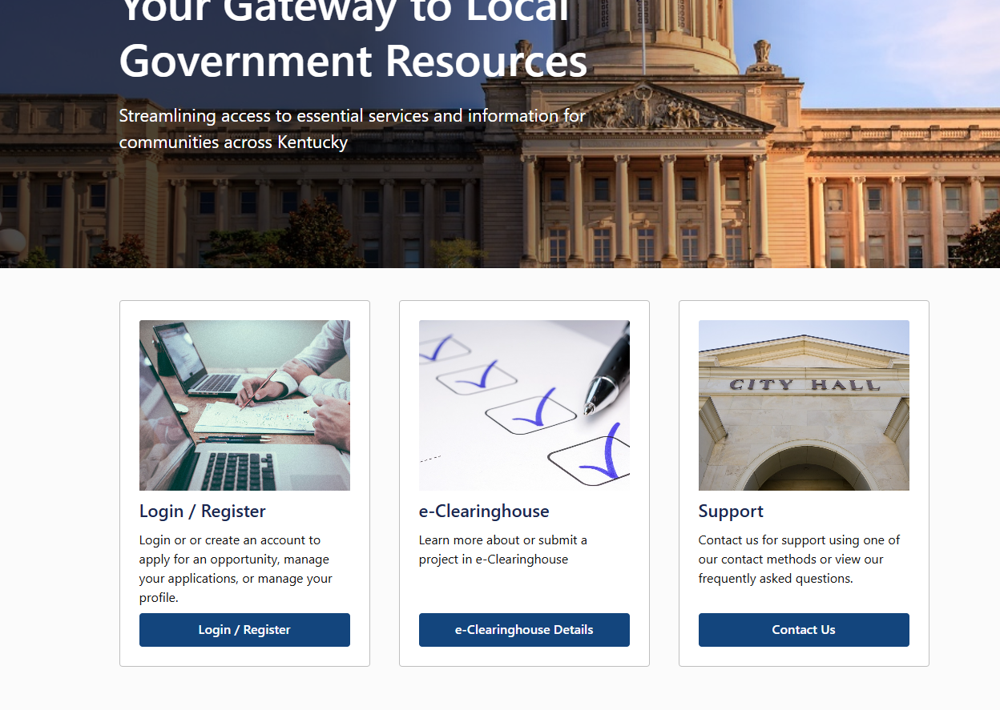 Your Gateway to Local
Government Resources
Streamlining access to essential services and information for
communities across Kentucky
CITY HALL
Login / Register
Login or or create an account to
apply for an opportunity, manage
your applications, or manage your
profile.
Login / Register
e-Clearinghouse
Learn more about or submit a
project in e-Clearinghouse
e-Clearinghouse Details
Support
Contact us for support using one of
our contact methods or view our
frequently asked questions.
Contact Us